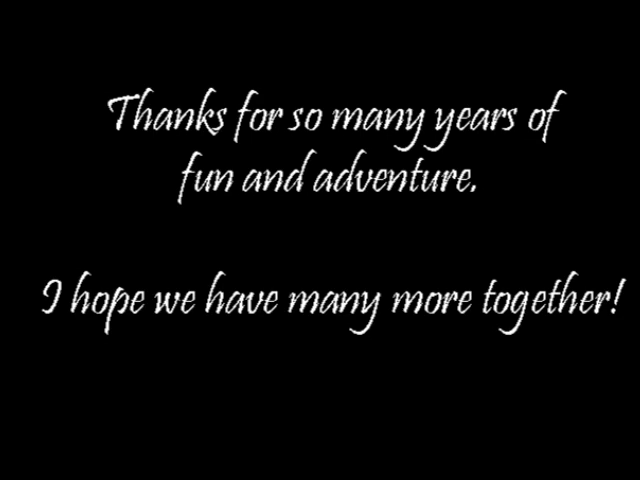 Thanks for so many years of
fun and adventure.
I hope we have many more together!